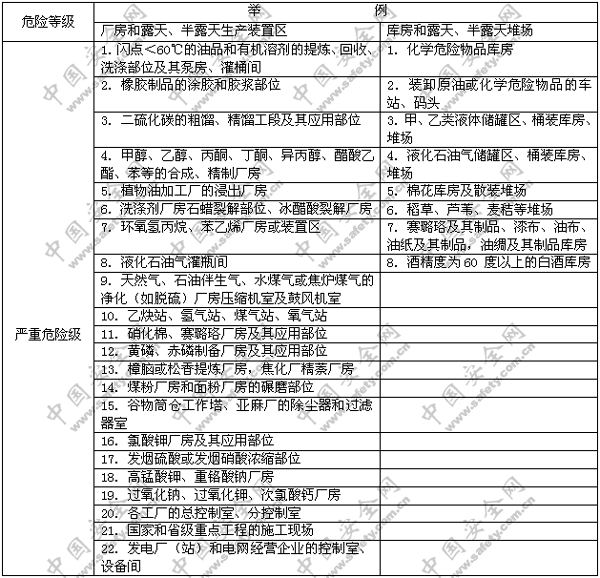 危险等级
举 例
厂房和露天、半露天生产装置区
库房和露天、半露天堆场
严重危险级
1. 闪点＜60℃的油品和有机溶剂的提炼、回收、
洗涤部位及其泵房、灌桶间
1. 化学危险物品库房
2. 橡胶制品的涂胶和胶浆部位
2. 装卸原油或化学危险物品的车
站、码头
3. 二硫化碳的粗馏、精馏工段及其应用部位
3. 甲、乙类液体储罐区、桶装库房、
堆场
4. 甲醇、乙醇、丙酮、丁酮、异丙醇、醋酸乙
酯、苯等的合成、精制厂房
4. 液化石油气储罐区、桶装库房、
堆场
5. 植物油加工厂的浸出厂房
5. 棉花库房及散装堆场
6. 洗涤剂厂房石蜡裂解部位、冰醋酸裂解厂房
6. 稻草、芦苇、麦秸等堆场
7. 环氧氢丙烷、苯乙烯厂房或装置区
7. 赛璐珞及其制品、漆布、油布、
油纸及其制品，油绸及其制品库房
8. 液化石油气灌瓶间
8. 酒精度为 60 度以上的白酒库房
9. 天然气、石油伴生气、水煤气或焦炉煤气的
净化（如脱硫）厂房压缩机室及鼓风机室
10. 乙炔站、氢气站、煤气站、氧气站
11. 硝化棉、赛璐珞厂房及其应用部位
12. 黄磷、赤磷制备厂房及其应用部位
13. 樟脑或松香提炼厂房，焦化厂精萘厂房
14. 煤粉厂房和面粉厂房的碾磨部位
15. 谷物筒仓工作塔、亚麻厂的除尘器和过滤
器室
16. 氯酸钾厂房及其应用部位
17. 发烟硫酸或发烟硝酸浓缩部位
18. 高锰酸钾、重铬酸钠厂房
19. 过氧化钠、过氧化钾、次氯酸钙厂房
20. 各工厂的总控制室、分控制室
21. 国家和省级重点工程的施工现场
22. 发电厂（站）和电网经营企业的控制室、
设备间
中国安全网
www.safety.com.cn